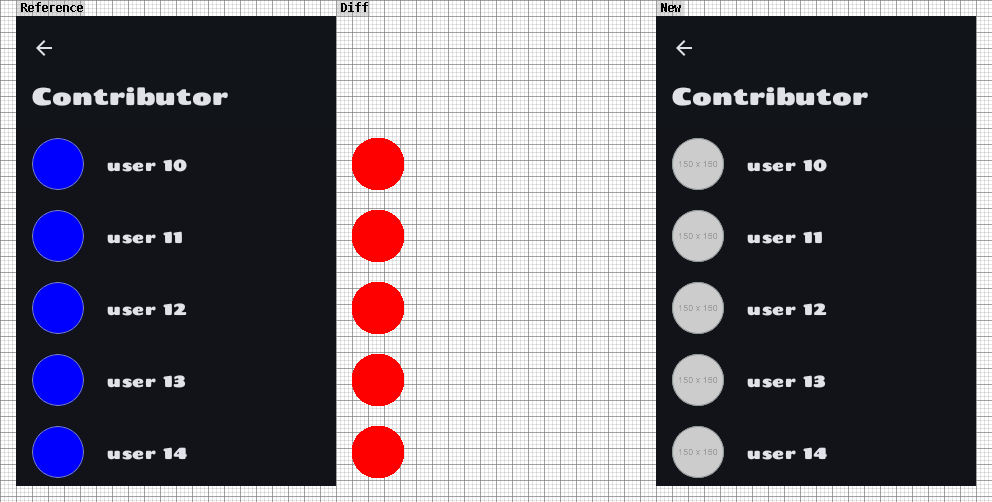 Reference Diff New
Contributor
user 10
user 11
user 12
user 13
user 14
Contributor
150 x 150 user 10
150 x 150 user 11
150 x 150 user 12
150 x 150 user 13
150 x 150 user 14